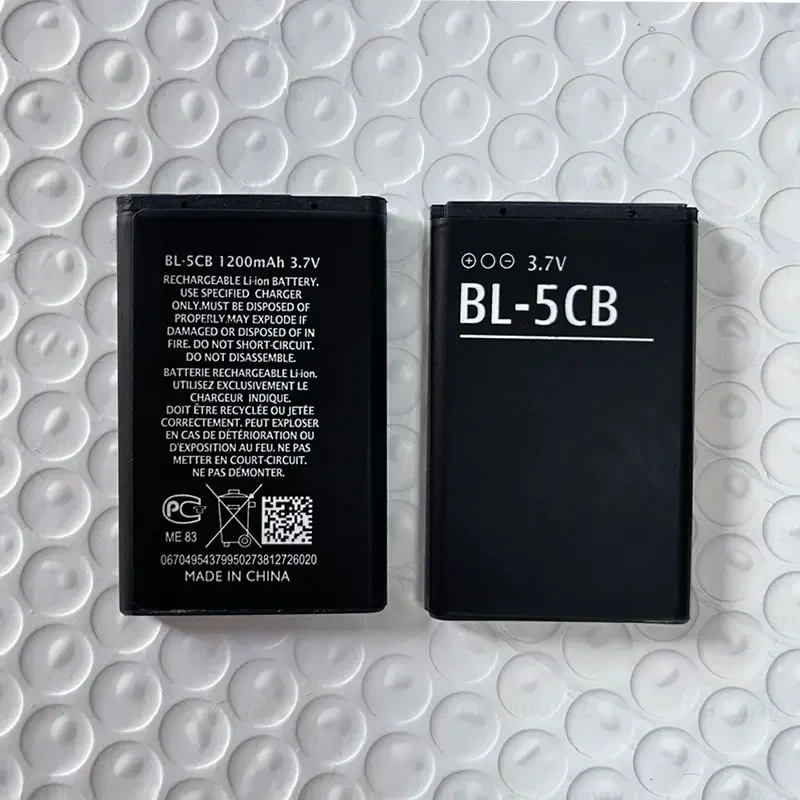 BL-5CB 1200mAh 3.7V
RECHARGEABLE Li-ion BATTERY.
USE SPECIFIED CHARGER
ONLY.MUST BE DISPOSED OF
PROPERLY.MAY EXPLODE IF
DAMAGED OR DISPOSED OF IN
FIRE. DO NOT SHORT-CIRCUIT.
DO NOT DISASSEMBLE.
BATTERIE RECHARGEABLE Li-ion.
UTILISEZ EXCLUSIVEMENT LE
CHARGEUR INDIQUE.
DOIT ÊTRE RECYCLÉE OU JETÉE
CORRECTEMENT. PEUT EXPLOSER
EN CAS DE DÉTÉRIORATION OU
D'EXPOSITION AU FEU. NE PAS
METTRE EN COURT-CIRCUIT.
NE PAS DÉMONTER.
ME 83
06704954379950273812726020
MADE IN CHINA
3.7V
BL-5CB